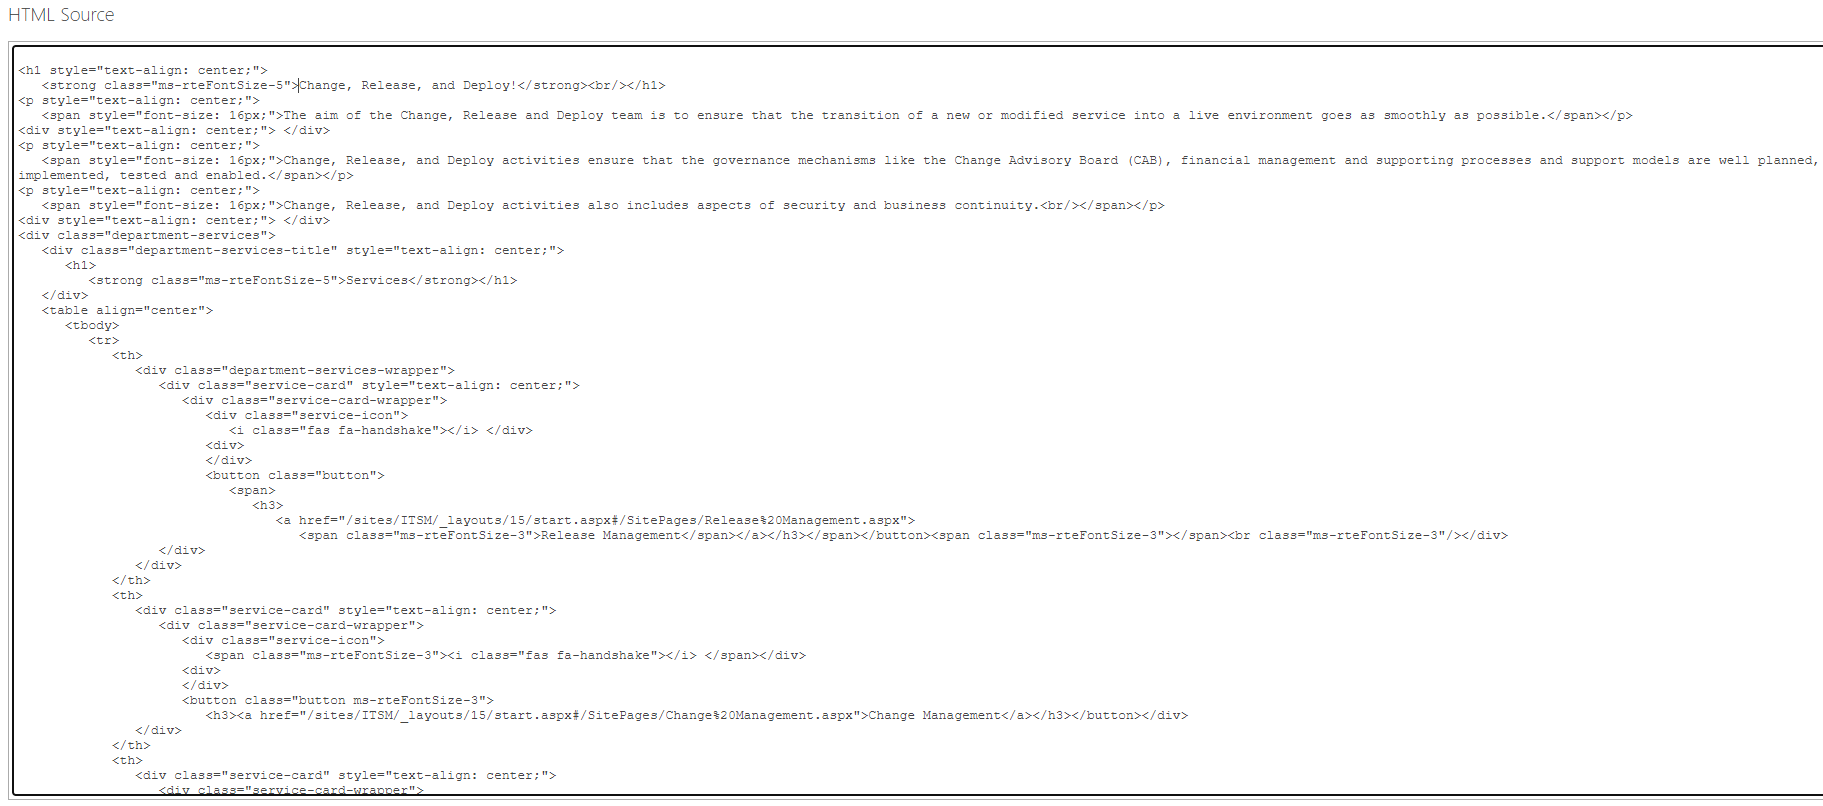 HTML Source
<h1 style="text-align: center;">
<strong class="ms-rteFontSize-5">Change, Release, and Deploy!</strong><br/></h1>
<p style="text-align: center;">
<span style="font-size: 16px;">The aim of the Change, Release and Deploy team is to ensure that the transition of a new or modified service into a live environment goes as smoothly as possible.</span></p>
<div style="text-align: center;"> </div>
<p style="text-align: center;">
<span style="font-size: 16px;">Change, Release, and Deploy activities ensure that the governance mechanisms like the Change Advisory Board (CAB), financial management and supporting processes and support models are well planned,
implemented, tested and enabled.</span></p>
<p style="text-align: center;">
<span style="font-size: 16px;">Change, Release, and Deploy activities also includes aspects of security and business continuity.<br/></span></p>
<div style="text-align: center;"> </div>
<div class="department-services">
<div class="department-services-title" style="text-align: center;">
<h1>
<strong class="ms-rteFontSize-5">Services</strong></h1>
</div>
<table align="center">
<tbody>
<tr>
<th>
<div class="department-services-wrapper">
<div class="service-card" style="text-align: center;">
<div class="service-card-wrapper">
<div class="service-icon">
<i class="fas fa-handshake"></i> </div>
<div>
</div>
<button class="button">
<span>
<h3>
<a href="/sites/ITSM/_layouts/15/start.aspx#/SitePages/Release%20Management.aspx">
<span class="ms-rteFontSize-3">Release Management</span></a></h3></span></button><span class="ms-rteFontSize-3"></span><br class="ms-rteFontSize-3"/></div>
</div>
</div>
</th>
<th>
<div class="service-card" style="text-align: center;">
<div class="service-card-wrapper">
<div class="service-icon">
<span class="ms-rteFontSize-3"><i class="fas fa-handshake"></i> </span></div>
<div>
</div>
<button class="button ms-rteFontSize-3">
<h3><a href="/sites/ITSM/_layouts/15/start.aspx#/SitePages/Change%20Management.aspx">Change Management</a></h3></button></div>
</div>
</th>
<th>
<div class="service-card" style="text-align: center;">
<div class="service-card-wrapper">